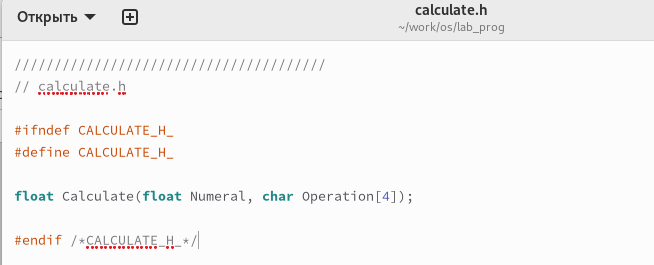 Открыть
calculate.h
~/work/os/lab_prog
///////////////////////////////////////
// calculate.h
#ifndef CALCULATE_H_
#define CALCULATE_H_
float Calculate(float Numeral, char Operation[4]);
#endif /*CALCULATE_H_*/